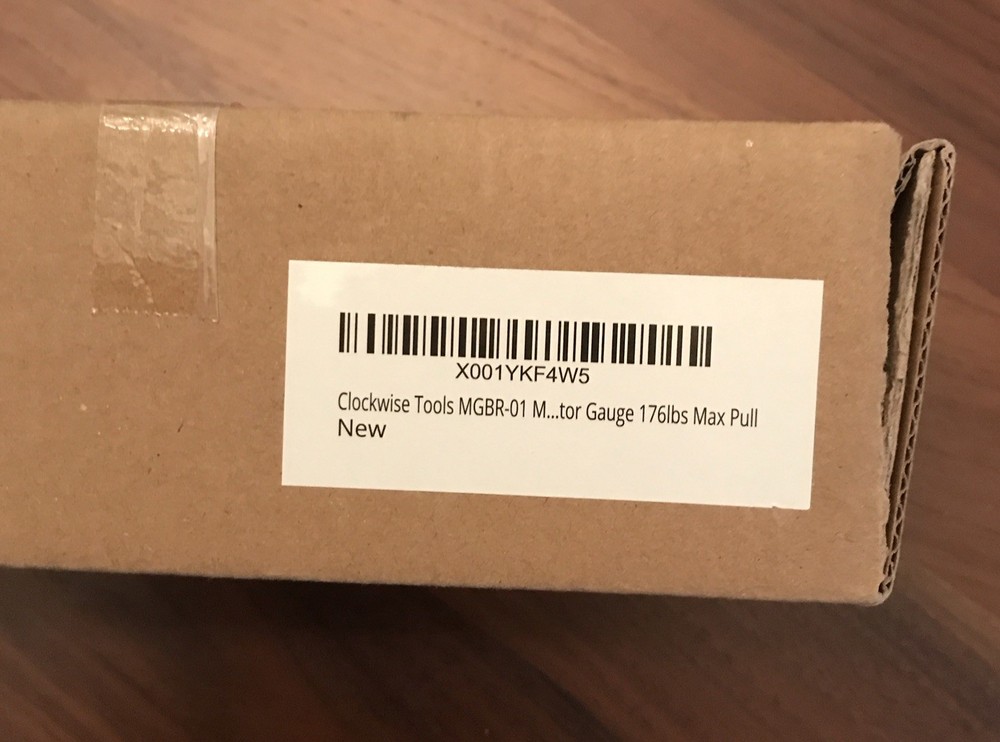 X001YKF4W5
Clockwise Tools MGBR-01 M...tor Gauge 176lbs Max Pull
New